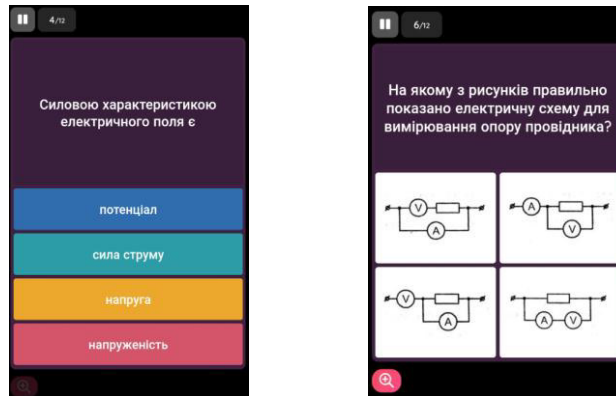 4/12
Силовою характеристикою
електричного поля є
потенціал
сила струму
напруга
напруженість
6/12
На якому з рисунків правильно
показано електричну схему для
вимірювання опору провідника?
V
A
A
V
V
A
A V